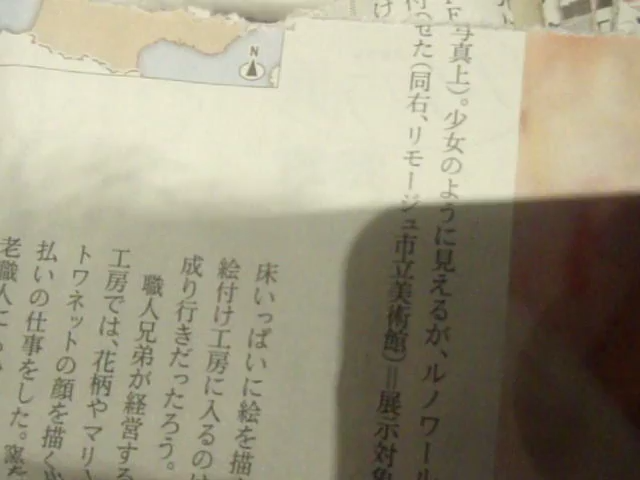 N
写真上)。少女のように見えるが、ルノワール
せた(同右、リモージュ市立美術館)=展示対象
け
床いっぱいに絵を描
絵付け工房に入るのは
成り行きだったろう。
職人兄弟が経営する
工房では、花柄やマリー
トワネットの顔を描く
払いの仕事をした。窯を
老職人に